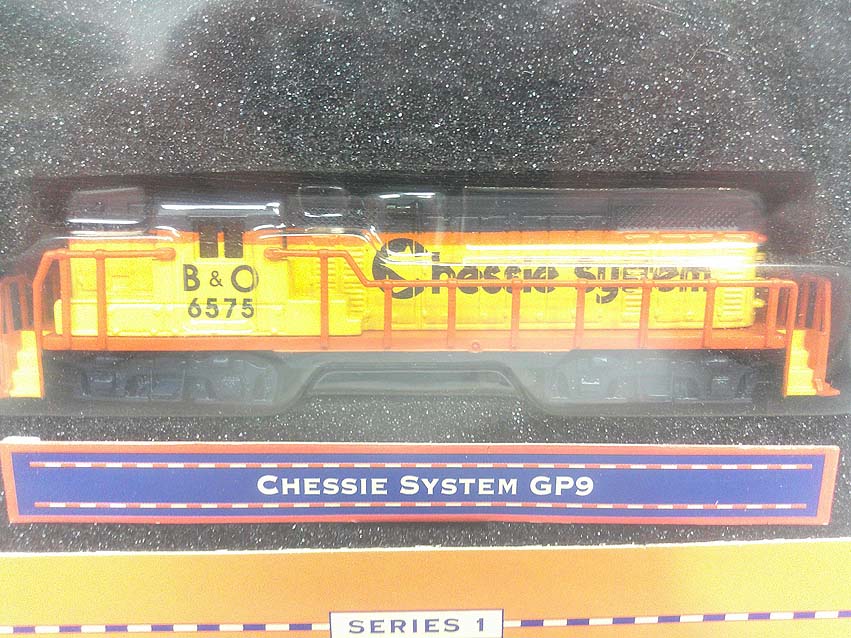 B & O
6575
Chessie System
CHESSIE SYSTEM GP9
SERIES 1